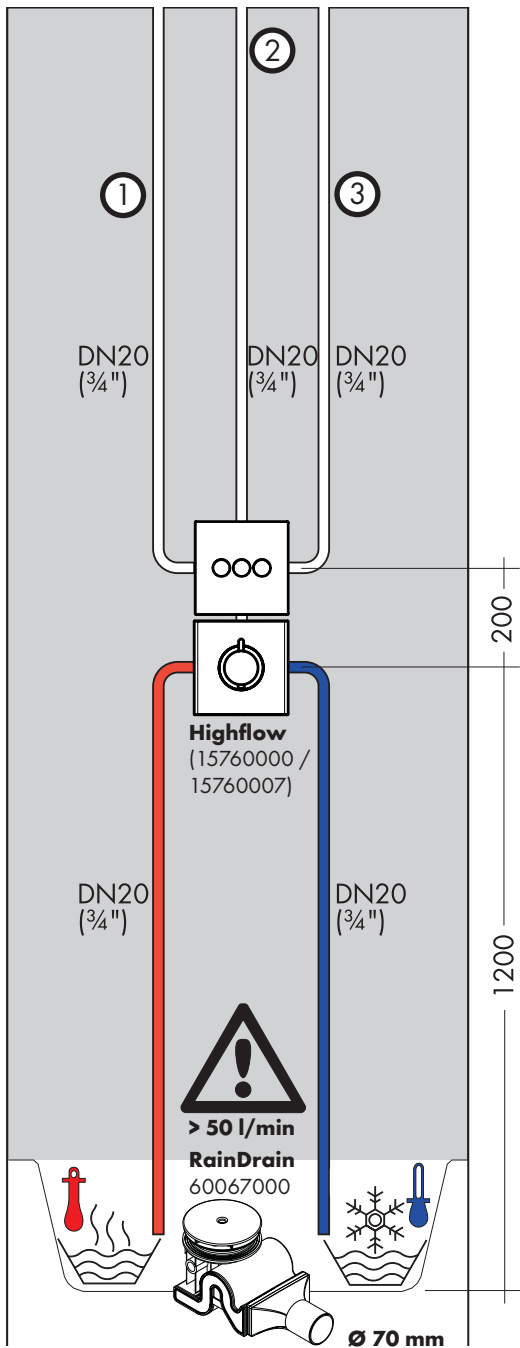 2
1
3
DN20
(¾")
DN20
(¾")
DN20
(¾")
200
Highflow
(15760000 /
15760007)
DN20
(¾")
DN20
(¾")
1200
> 50 l/min
RainDrain
60067000
Ø 70 mm